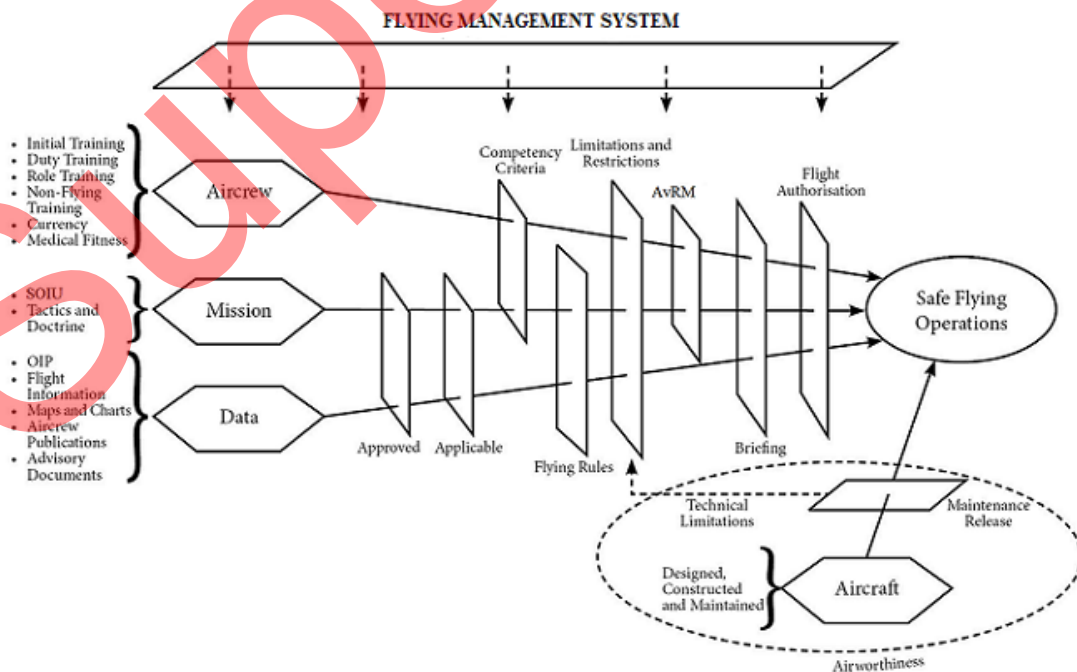 FLYING MANAGEMENT SYSTEM
• Initial Training
• Duty Training
• Role Training
• Non-Flying
Training
• Currency
• Medical Fitness
Aircrew
Competency
Criteria
Limitations and
Restrictions
AvRM
Flight
Authorisation
• SOIU
• Tactics and
Doctrine
Mission
Safe Flying
Operations
• OIP
• Flight
Information
• Maps and Charts
Aircrew
Publications
• Advisory
Documents
Data
Approved
Applicable
Flying Rules
Briefing
Technical
Limitations
Maintenance
Release
Designed,
Constructed
and Maintained
Aircraft
Airworthiness
Sup